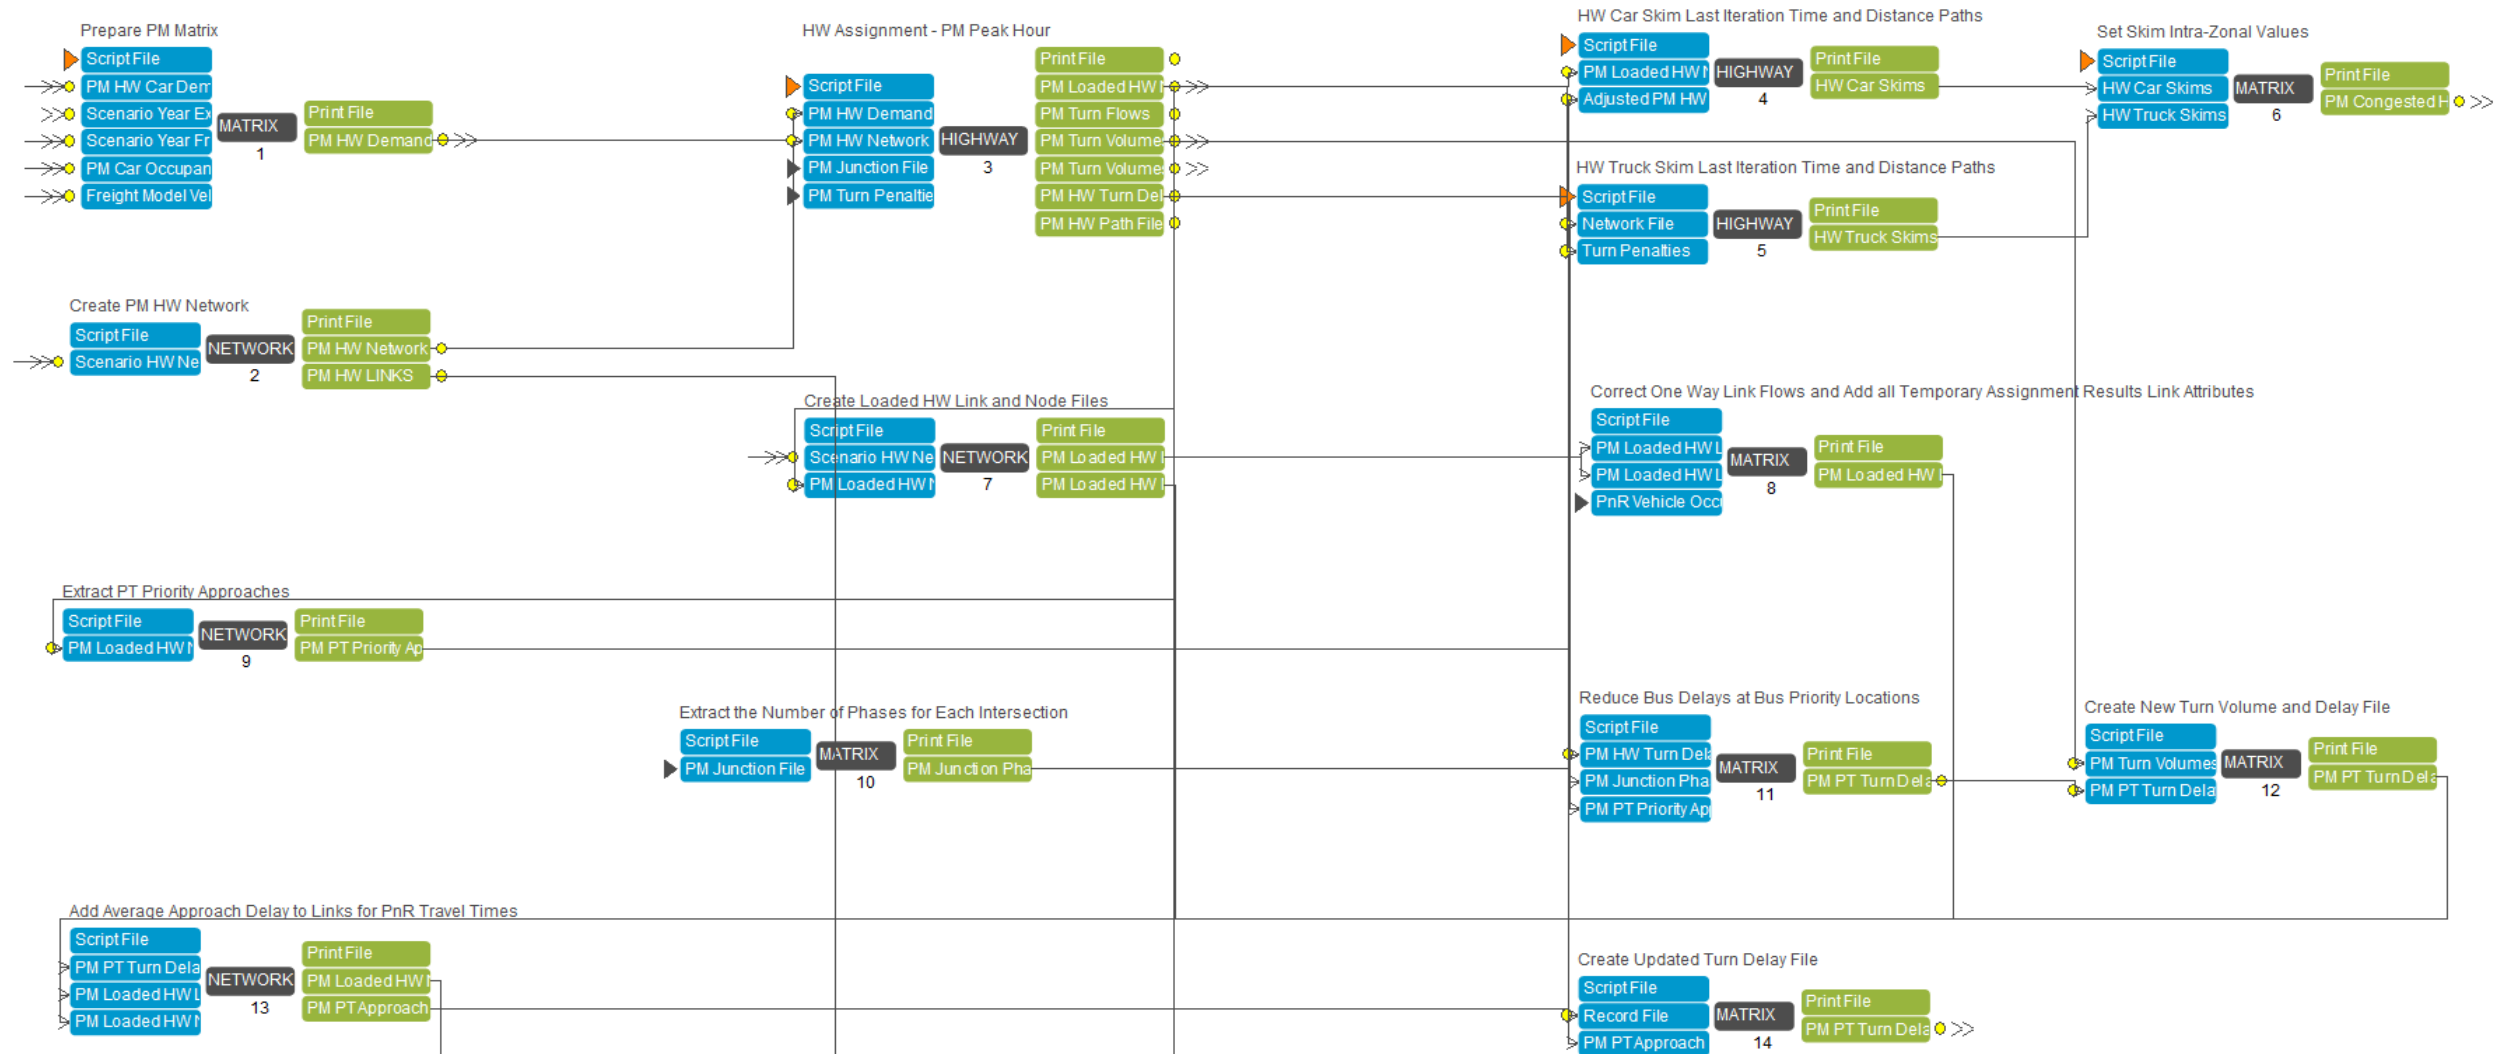 Prepare PM Matrix
Script File
PM HW Car Dem
Scenario Year Ex
Scenario Year Fr
PM Car Occupan
Freight Model Vel
MATRIX
1
Print File
PM HW Demand
HW Assignment - PM Peak Hour
Script File
PM HW Demand
PM HW Network
PM Junction File
PM Turn Penaltie
HIGHWAY
3
Print File
PM Loaded HW
PM Turn Flows
PM Turn Volume
PM Turn Volume
PM HW Turn Del
PM HW Path File
HW Car Skim Last Iteration Time and Distance Paths
Script File
PM Loaded HW
Adjusted PM HW
HIGHWAY
4
Print File
HW Car Skims
Set Skim Intra-Zonal Values
Script File
HW Car Skims
HW Truck Skims
MATRIX
6
Print File
PM Congested H
HW Truck Skim Last Iteration Time and Distance Paths
Script File
Network File
Turn Penalties
HIGHWAY
5
Print File
HW Truck Skims
Create PM HW Network
Script File
Scenario HW Ne
NETWORK
2
Print File
PM HW Network
PM HW LINKS
Create Loaded HW Link and Node Files
Script File
Scenario HW Ne
PM Loaded HW
NETWORK
7
Print File
PM Loaded HW
PM Loaded HW
Correct One Way Link Flows and Add all Temporary Assignment Results Link Attributes
Script File
PM Loaded HW L
PM Loaded HW L
PnR Vehicle Occ
MATRIX
8
Print File
PM Loaded HW
Extract PT Priority Approaches
Script File
PM Loaded HW
NETWORK
9
Print File
PM PT Priority Ap
Extract the Number of Phases for Each Intersection
Script File
PM Junction File
MATRIX
10
Print File
PM Junction Pha
Reduce Bus Delays at Bus Priority Locations
Script File
PM HW Turn Del
PM Junction Pha
PM PT Priority Ap
MATRIX
11
Print File
PM PT Turn Dela
Create New Turn Volume and Delay File
Script File
PM Turn Volumes
PM PT Turn Dela
MATRIX
12
Print File
PM PT Turn Dela
Add Average Approach Delay to Links for PnR Travel Times
Script File
PM PT Turn Dela
PM Loaded HW L
PM Loaded HW
NETWORK
13
Print File
PM Loaded HW
PM PT Approach
Create Updated Turn Delay File
Script File
Record File
PM PT Approach
MATRIX
14
Print File
PM PT Turn Dela